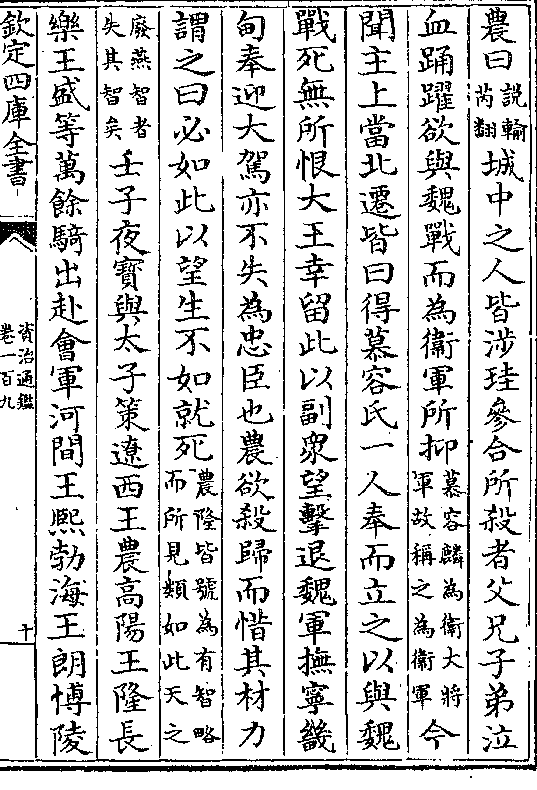 農曰說輸芮翻城中之人皆涉珪參合所殺者父兄子弟泣
血踊躍欲與魏戰而為衛軍所抑慕容麟為衛大將軍故稱之為衛軍今
聞主上當北遷皆曰得慕容氏一人奉而立之以與魏
戰死無所恨大王幸留此以副衆望擊退魏軍撫寧畿
甸奉迎大駕亦不失為忠臣也農欲殺歸而惜其材力
謂之曰必如此以望生不如就死農隆皆號為有智略而所見類如此天之
廢燕智者失其智矣壬子夜寶與太子策遼西王農高陽王隆長
樂王盛等萬餘騎出赴會軍河間王熙勃海王朗博陵
欽定四庫全書
資治通鑑
卷一百九
十